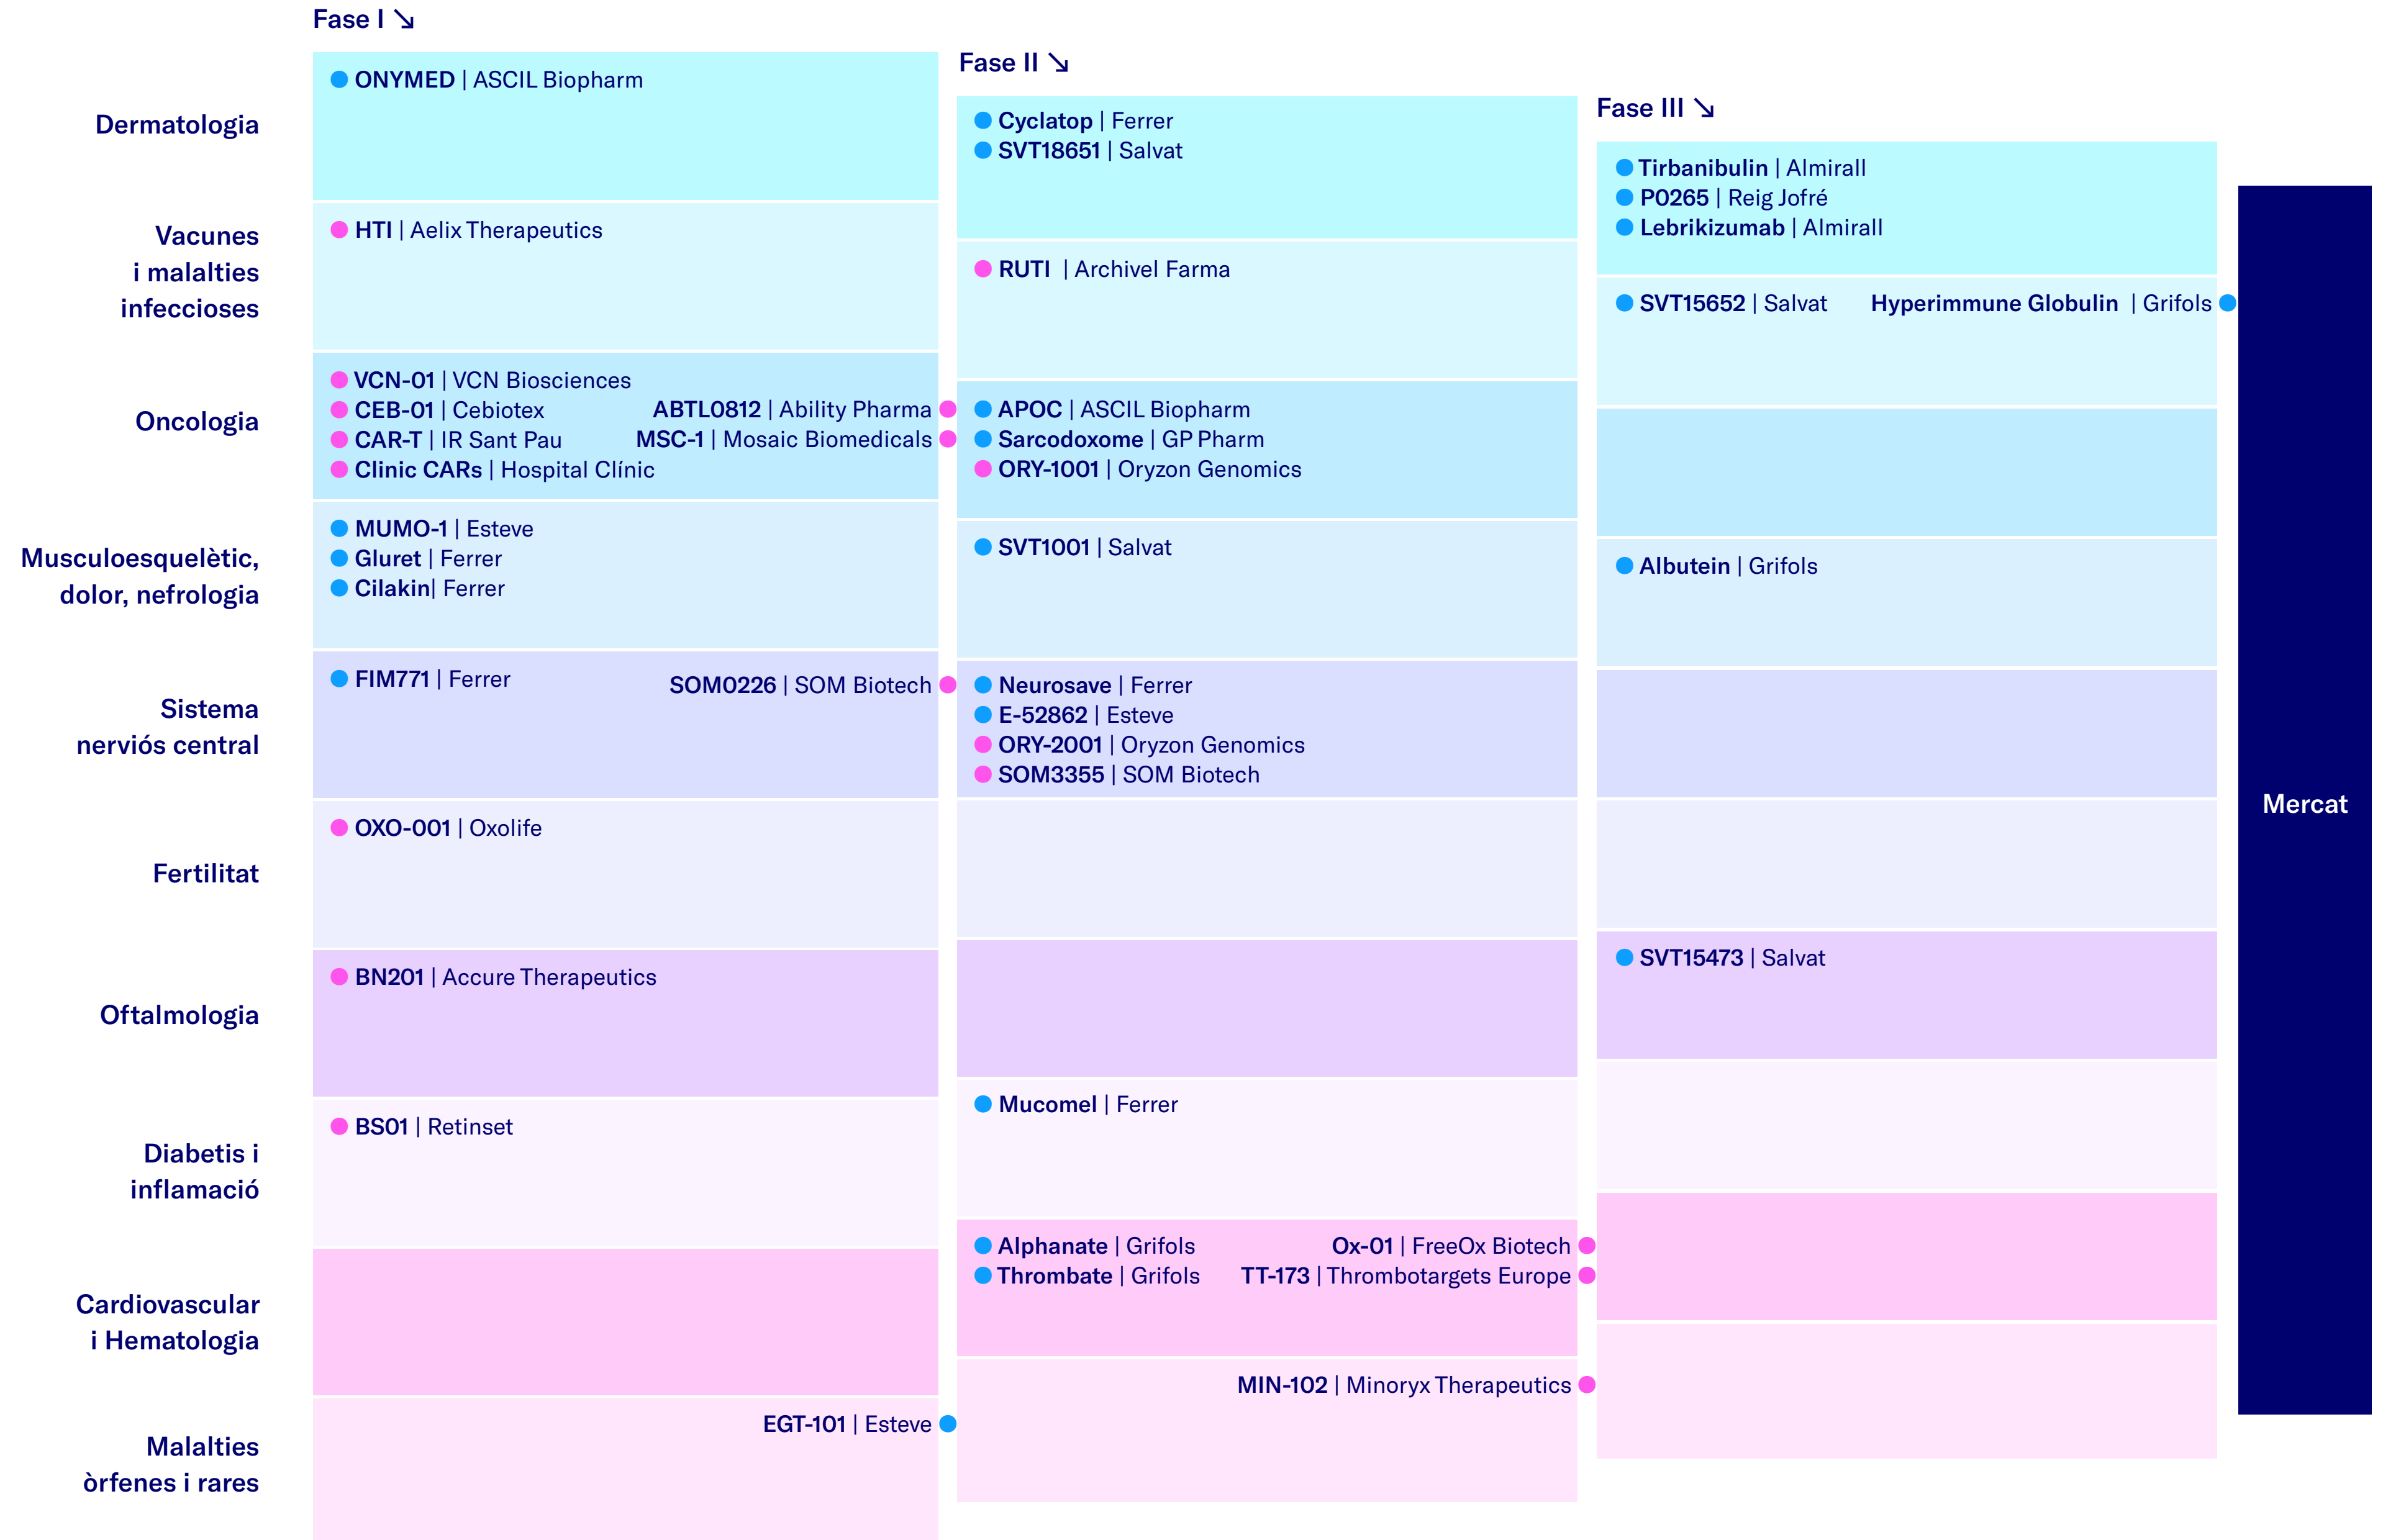 Fase I ↘
Fase II ↘
Fase III ↘
Dermatologia
ONYMED | ASCIL Biopharm
Cyclatop | Ferrer
SVT18651 | Salvat
Tirbanibulin | Almirall
P0265 | Reig Jofré
Lebrikizumab | Almirall
Vacunes
i malalties
infeccioses
HTI | Aelix Therapeutics
RUTI | Archivel Farma
SVT15652 | Salvat
Hyperimmune Globulin | Grifols
Oncologia
VCN-01 | VCN Biosciences
CEB-01 | Cebiotex
CAR-T | IR Sant Pau
Clinic CARs | Hospital Clínic
ABTL0812 | Ability Pharma
MSC-1 | Mosaic Biomedicals
APOC | ASCIL Biopharm
Sarcodoxome | GP Pharm
ORY-1001 | Oryzon Genomics
Musculoesquelètic,
dolor, nefrologia
MUMO-1 | Esteve
Gluret | Ferrer
Cilakin| Ferrer
SVT1001 | Salvat
Albutein | Grifols
Sistema
nerviós central
FIM771 | Ferrer
SOM0226 | SOM Biotech
Neurosave | Ferrer
E-52862 | Esteve
ORY-2001 | Oryzon Genomics
SOM3355 | SOM Biotech
Fertilitat
OXO-001 | Oxolife
Oftalmologia
BN201 | Accure Therapeutics
SVT15473 | Salvat
Diabetis i
inflamació
BS01 | Retinset
Mucomel | Ferrer
Cardiovascular
i Hematologia
Alphanate | Grifols
Thrombate | Grifols
Ox-01 | FreeOx Biotech
TT-173 | Thrombotargets Europe
Malalties
òrfenes i rares
EGT-101 | Esteve
MIN-102 | Minoryx Therapeutics
Mercat